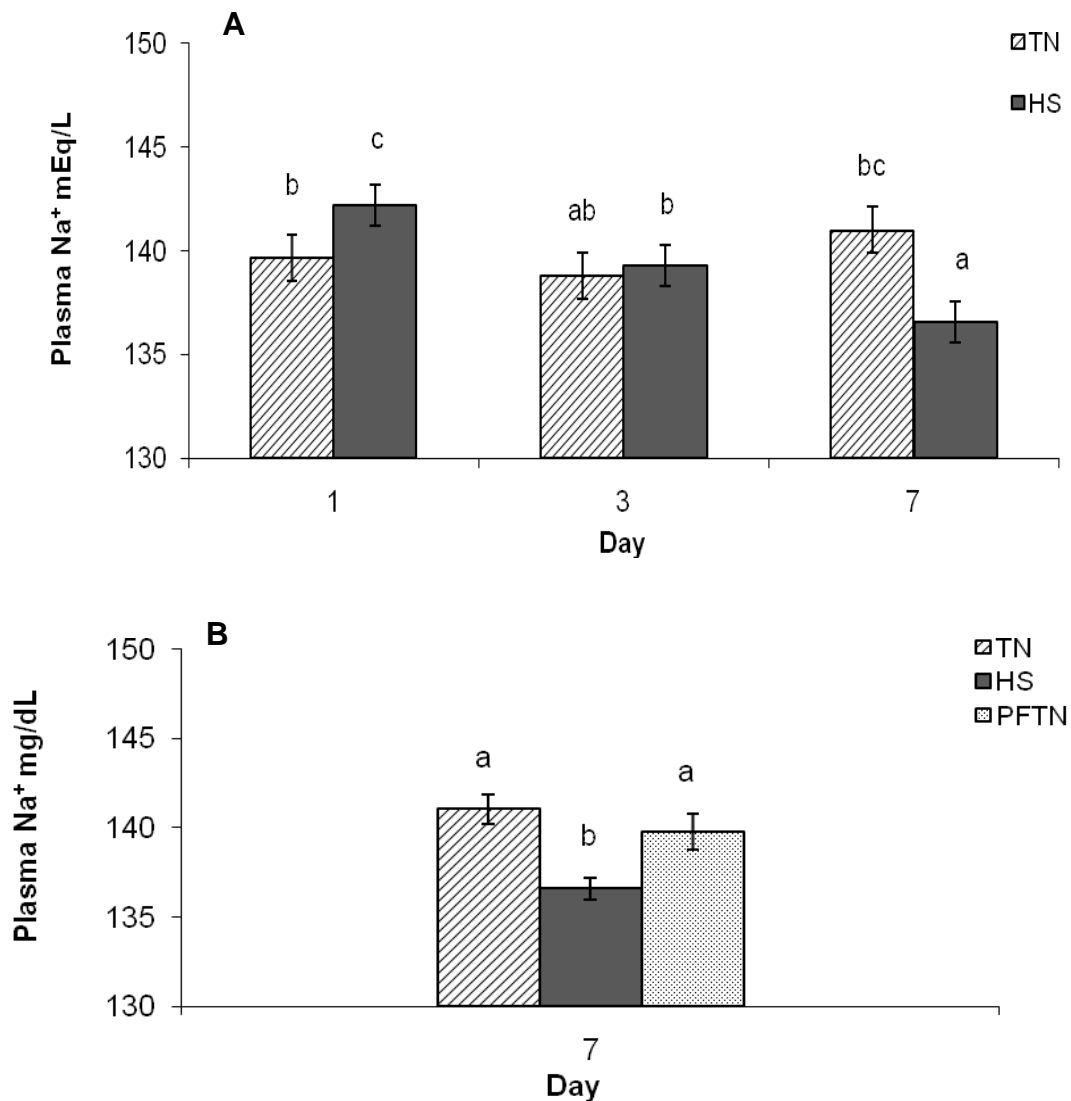 A
150
145
140
135
130
Plasma Na⁺ mEq/L
TN
HS
b
c
ab
b
bc
a
1
3
7
Day
B
150
145
140
135
130
Plasma Na⁺ mg/dL
TN
HS
PFTN
a
b
a
7
Day